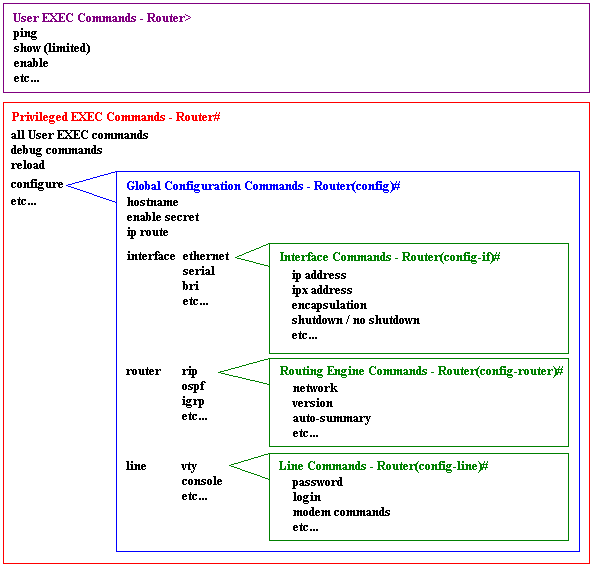 User EXEC Commands - Router>
ping
show (limited)
enable
etc...
Privileged EXEC Commands - Router#
all User EXEC commands
debug commands
reload
configure
etc...
Global Configuration Commands - Router(config)#
hostname
enable secret
ip route
interface ethernet
serial
bri
etc...
Interface Commands - Router(config-if)#
ip address
ipx address
encapsulation
shutdown / no shutdown
etc...
router rip
ospf
igrp
etc...
Routing Engine Commands - Router(config-router)#
network
version
auto-summary
etc...
line vty
console
etc...
Line Commands - Router(config-line)#
password
login
modem commands
etc...